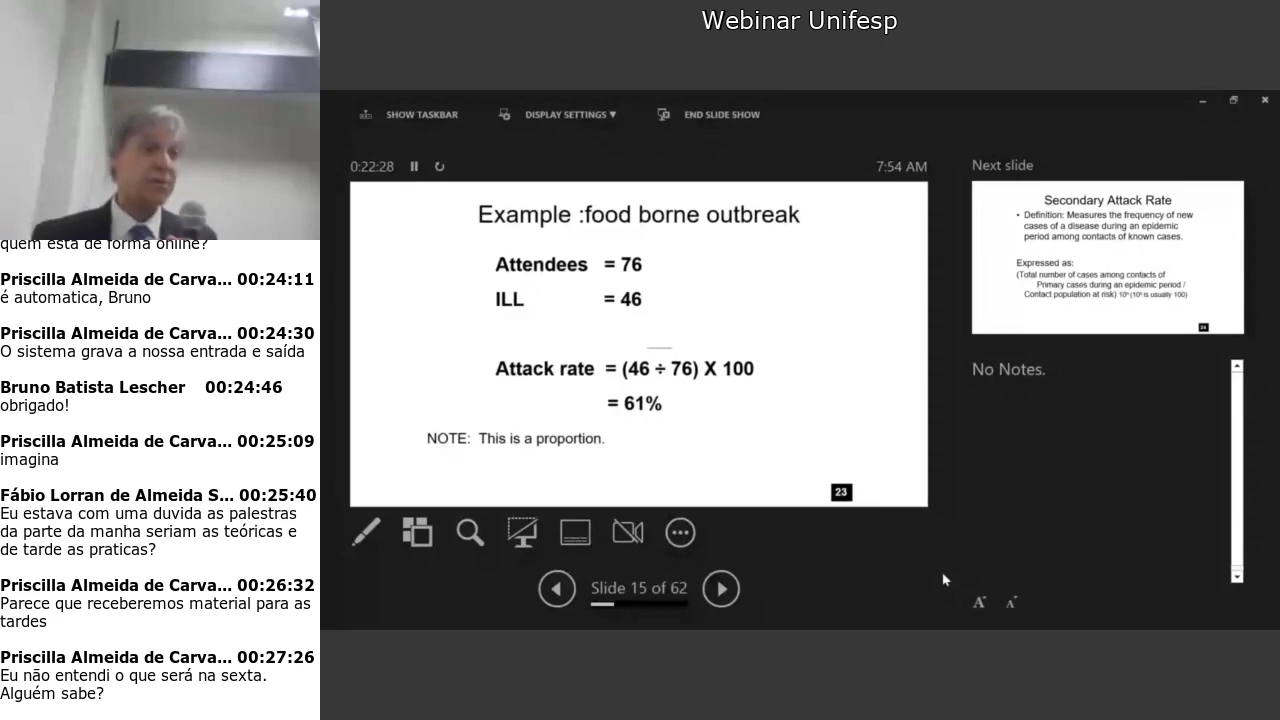 Webinar Unifesp
quem está de forma online?
Priscilla Almeida de Carva... 00:24:11
é automatica, Bruno
Priscilla Almeida de Carva... 00:24:30
O sistema grava a nossa entrada e saída
Bruno Batista Lescher 00:24:46
obrigado!
Priscilla Almeida de Carva... 00:25:09
imagina
Fábio Lorran de Almeida S... 00:25:40
Eu estava com uma duvida as palestras
da parte da manha seriam as teóricas e
de tarde as praticas?
Priscilla Almeida de Carva... 00:26:32
Parece que receberemos material para as
tardes
Priscilla Almeida de Carva... 00:27:26
Eu não entendi o que será na sexta.
Alguém sabe?
SHOW TASKBAR DISPLAY SETTINGS ▼ END SLIDE SHOW
0:22:28 7:54 AM
Example :food borne outbreak
Attendees = 76
ILL = 46
Attack rate = (46 ÷ 76) X 100
= 61%
NOTE: This is a proportion.
23
Slide 15 of 62
Next slide
Secondary Attack Rate
• Definition: Measures the frequency of new
cases of a disease during an epidemic
period among contacts of known cases.
Expressed as:
(Total number of cases among contacts of
Primary cases during an epidemic period /
Contact population at risk) 10ⁿ (10ⁿ is usually 100)
24
No Notes.
A A